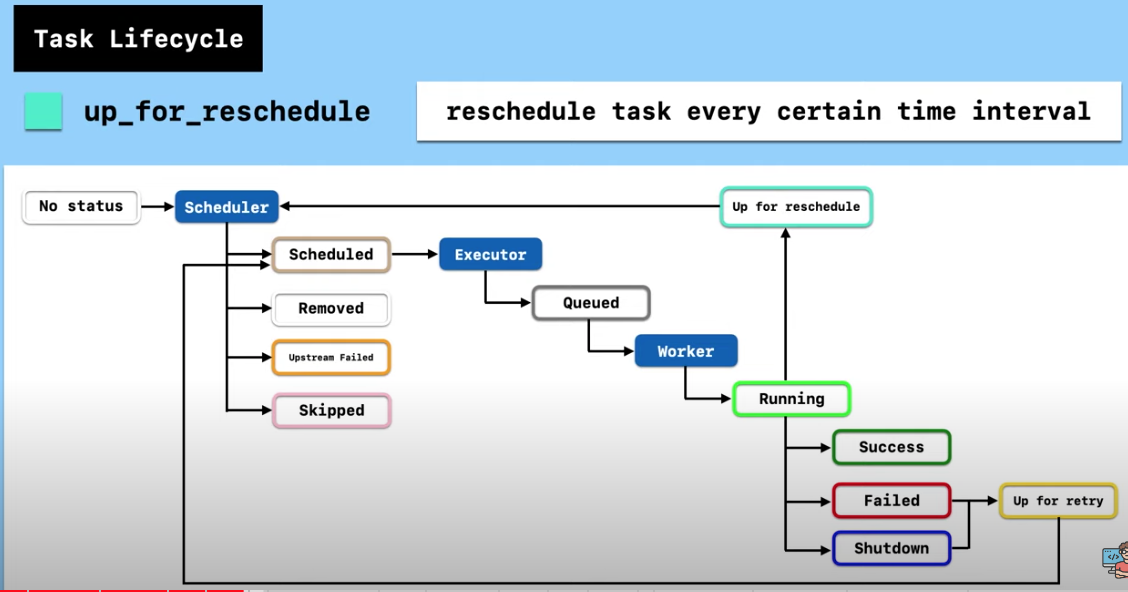 Task Lifecycle
up_for_reschedule
reschedule task every certain time interval
No status
Scheduler
Up for reschedule
Scheduled
Executor
Removed
Queued
Upstream Failed
Worker
Skipped
Running
Success
Failed
Up for retry
Shutdown